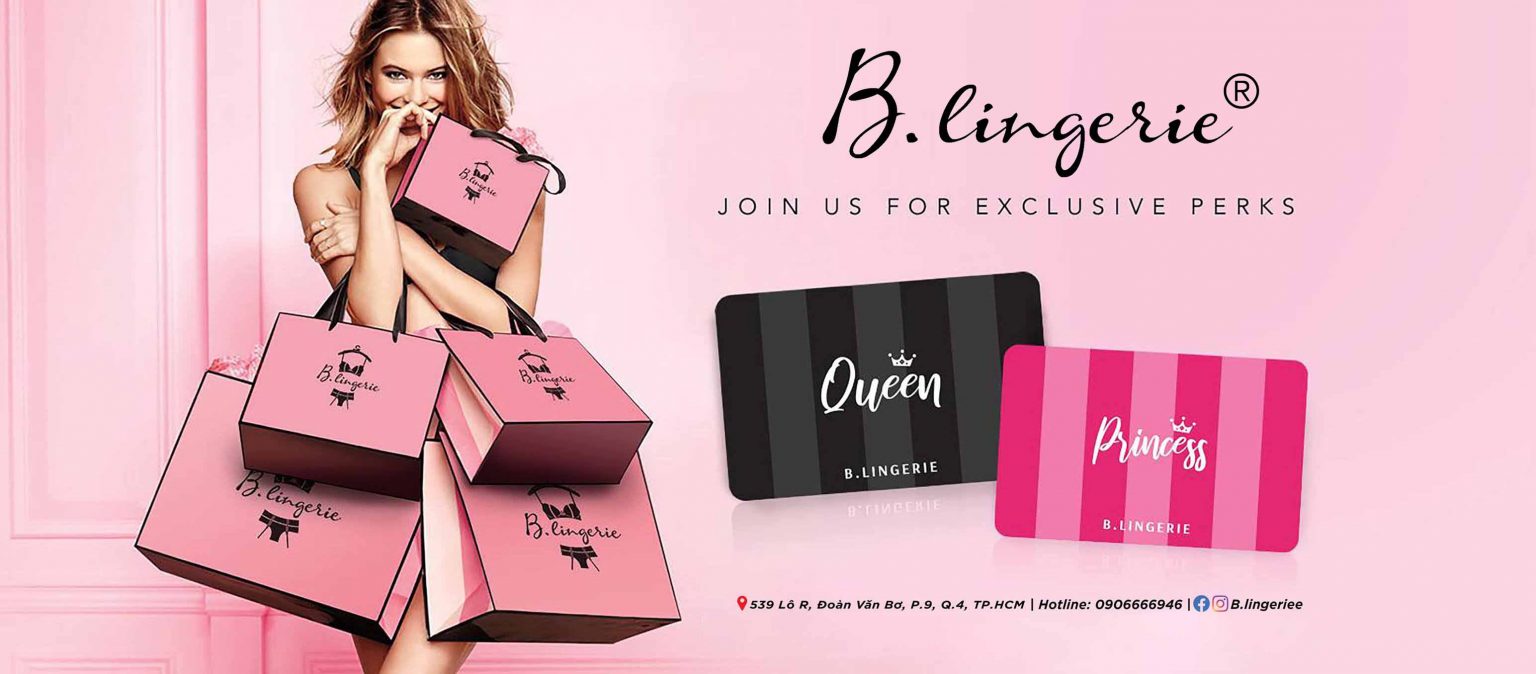 B.lingerie®
JOIN US FOR EXCLUSIVE PERKS
B.lingerie
B.lingerie
B.lingerie
B.lingerie
B.lingerie
Queen
B.LINGERIE
Princess
B.LINGERIE
539 Lô R, Đoàn Văn Bơ, P.9, Q.4, TP.HCM | Hotline: 0906666946 | B.lingeriee